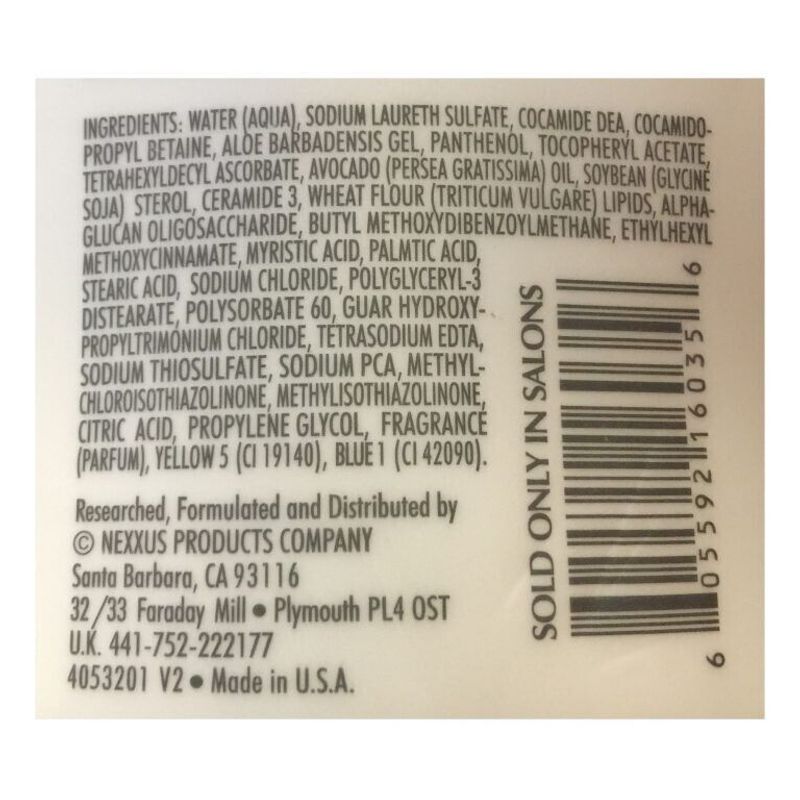 INGREDIENTS: WATER (AQUA), SODIUM LAURETH SULFATE, COCAMIDE DEA, COCAMIDO-
PROPYL BETAINE, ALOE BARBADENSIS GEL, PANTHENOL, TOCOPHERYL ACETATE,
TETRAHEXYLDECYL ASCORBATE, AVOCADO (PERSEA GRATISSIMA) OIL, SOYBEAN (GLYCINE
SOJA) STEROL, CERAMIDE 3, WHEAT FLOUR (TRITICUM VULGARE) LIPIDS, ALPHA-
GLUCAN OLIGOSACCHARIDE, BUTYL METHOXYDIBENZOYLMETHANE, ETHYLHEXYL
METHOXYCINNAMATE, MYRISTIC ACID, PALMTIC ACID,
STEARIC ACID, SODIUM CHLORIDE, POLYGLYCERYL-3
DISTEARATE, POLYSORBATE 60, GUAR HYDROXY-
PROPYLTRIMONIUM CHLORIDE, TETRASODIUM EDTA,
SODIUM THIOSULFATE, SODIUM PCA, METHYL-
CHLOROISOTHIAZOLINONE, METHYLISOTHIAZOLINONE,
CITRIC ACID, PROPYLENE GLYCOL, FRAGRANCE
(PARFUM), YELLOW 5 (CI 19140), BLUE 1 (CI 42090).
Researched, Formulated and Distributed by
© NEXXUS PRODUCTS COMPANY
Santa Barbara, CA 93116
32/33 Faraday Mill • Plymouth PL4 OST
U.K. 441-752-222177
4053201 V2 • Made in U.S.A.
SOLD ONLY IN SALONS
6 05592 16035 6